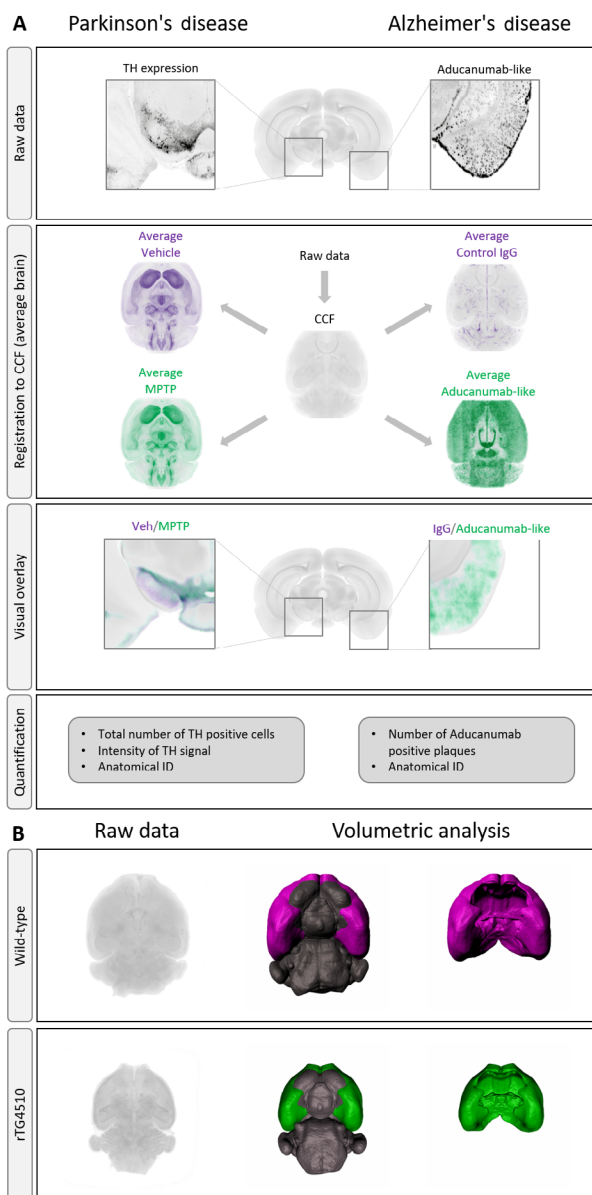 A
Parkinson's disease
Alzheimer's disease
Raw data
TH expression
Aducanumab-like
Registration to CCF (average brain)
Average
Vehicle
Raw data
CCF
Average
Control IgG
Average
MPTP
Average
Aducanumab-like
Visual overlay
Veh/MPTP
IgG/Aducanumab-like
Quantification
• Total number of TH positive cells
• Intensity of TH signal
• Anatomical ID
• Number of Aducanumab
positive plaques
• Anatomical ID
B
Raw data
Volumetric analysis
Wild-type
rTG4510